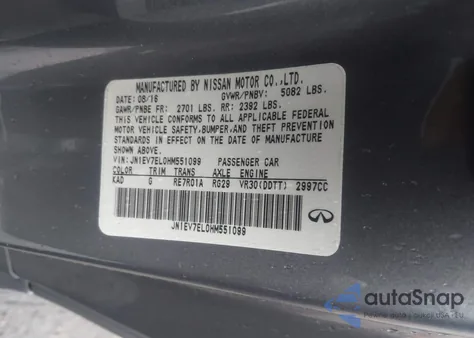 MANUFACTURED BY NISSAN MOTOR CO.,LTD.
DATE: 08/16 GVWR/PNBV: 5082 LBS.
GAWR/PNBE FR: 2701 LBS. RR: 2392 LBS.
THIS VEHICLE CONFORMS TO ALL APPLICABLE FEDERAL
MOTOR VEHICLE SAFETY,BUMPER,AND THEFT PREVENTION
STANDARDS IN EFFECT ON THE DATE OF MANUFACTURE
SHOWN ABOVE.
VIN: JN1EV7EL0HM551099 PASSENGER CAR
COLOR TRIM TRANS AXLE ENGINE
KAD G RE7R01A RG29 VR30(DDTT) 2997CC
JN1EV7EL0HM551099
INFINITI
autoSnap